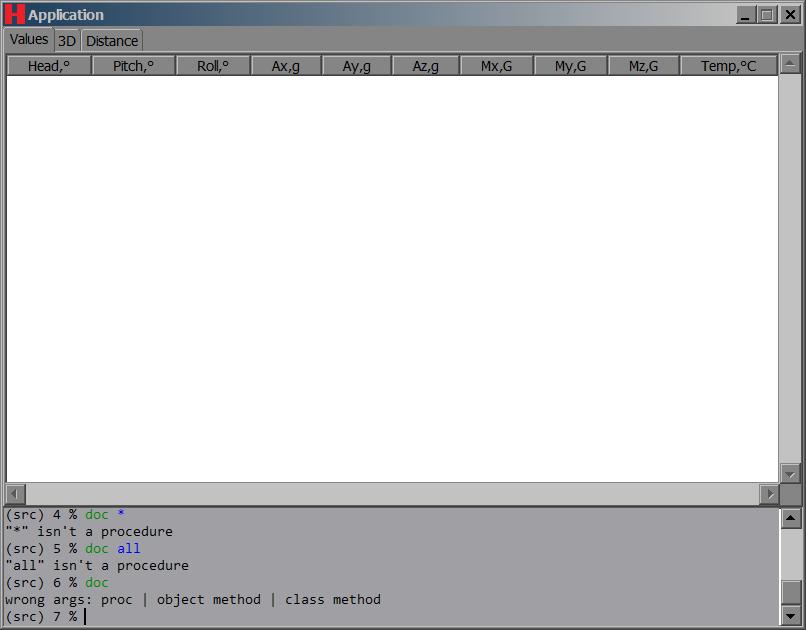 H Application
Values 3D Distance
Head,° Pitch,° Roll,° Ax,g Ay,g Az,g Mx,G My,G Mz,G Temp,°C
(src) 4 % doc *
"*" isn't a procedure
(src) 5 % doc all
"all" isn't a procedure
(src) 6 % doc
wrong args: proc | object method | class method
(src) 7 %